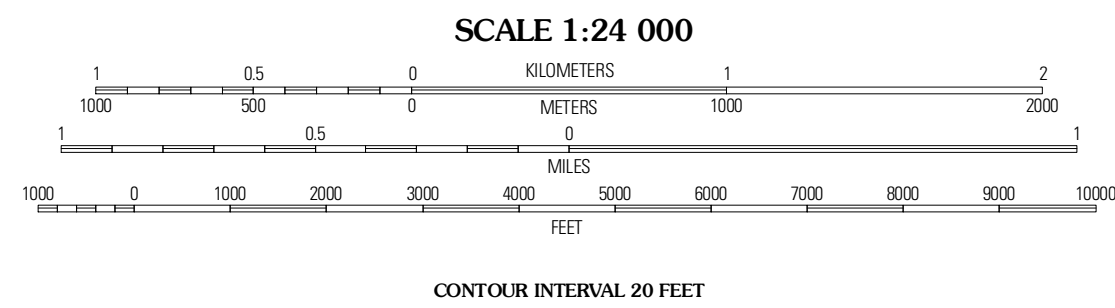 SCALE 1:24 000
1 0.5 0 KILOMETERS 1 2
1000 500 0 METERS 1000 2000
1 0.5 0 1
MILES
1000 0 1000 2000 3000 4000 5000 6000 7000 8000 9000 10000
FEET
CONTOUR INTERVAL 20 FEET